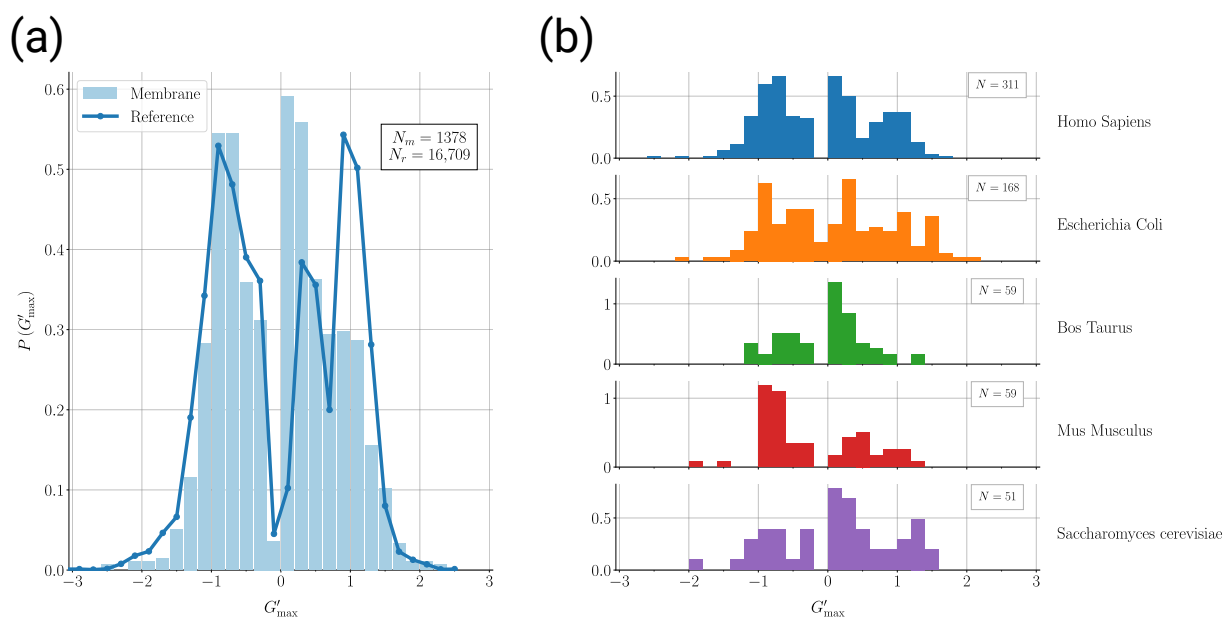 (a)
(b)
Membrane
Reference
N_m = 1378
N_r = 16,709
0.6
0.5
0.4
0.3
0.2
0.1
0.0
P (G′_max)
−3
−2
−1
0
1
2
3
G′_max
N = 311
0.5
0.0
Homo Sapiens
N = 168
0.5
0.0
Escherichia Coli
N = 59
1
0
Bos Taurus
N = 59
1
0
Mus Musculus
N = 51
0.5
0.0
Saccharomyces cerevisiae
−3
−2
−1
0
1
2
3
G′_max